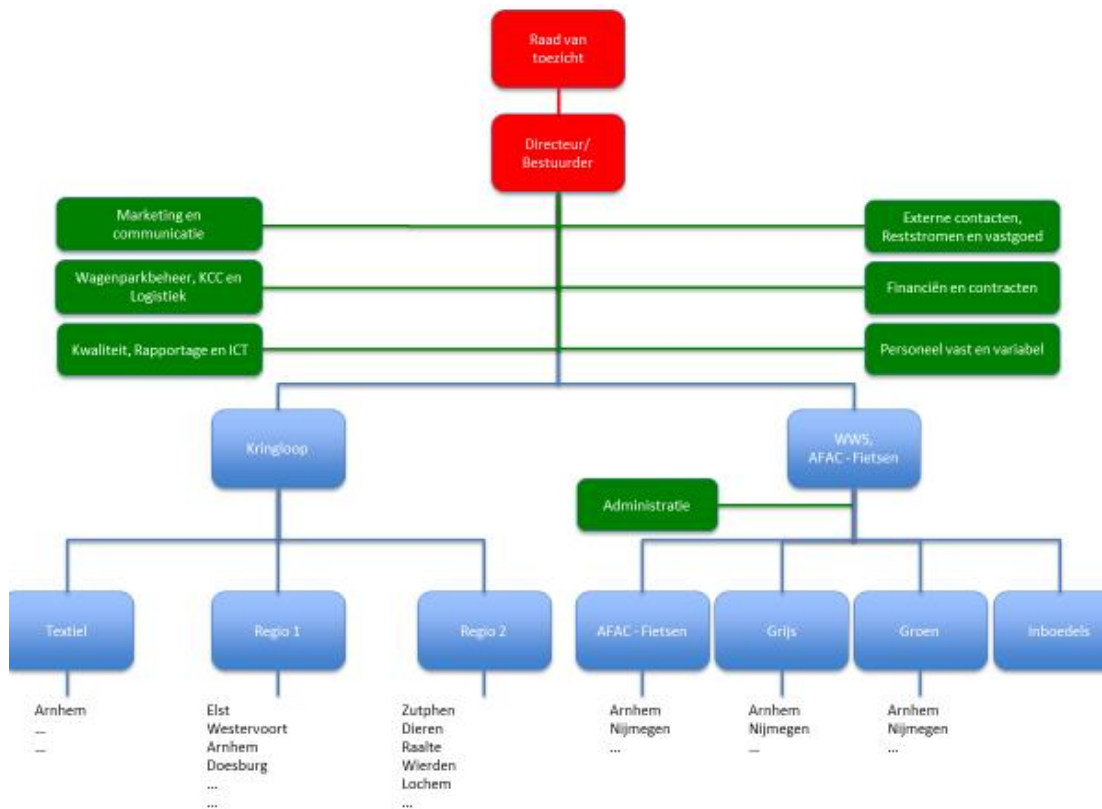 Raad van
toezicht
Directeur/
Bestuurder
Marketing en
communicatie
Externe contacten,
Reststromen en vastgoed
Wagenparkbeheer, KCC en
Logistiek
Financiën en contracten
Kwaliteit, Rapportage en ICT
Personeel vast en variabel
Kringloop
WWS,
AFAC - Fietsen
Administratie
Textiel
Regio 1
Regio 2
AFAC - Fietsen
Grijs
Groen
Inboedels
Arnhem
...
...
Elst
Westervoort
Arnhem
Doesburg
...
...
Zutphen
Dieren
Raalte
Wierden
Lochem
...
Arnhem
Nijmegen
...
Arnhem
Nijmegen
...
Arnhem
Nijmegen
...